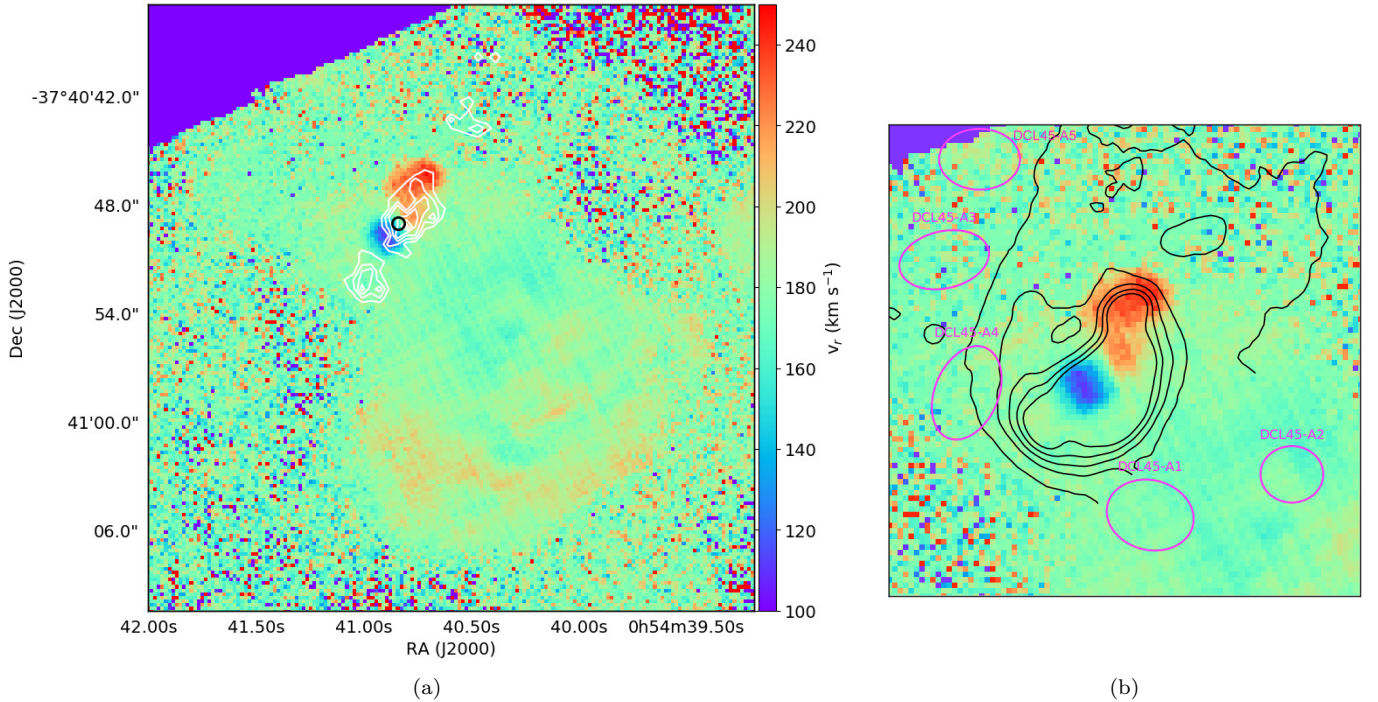 -37°40'42.0"
48.0"
54.0"
41'00.0"
06.0"
Dec (J2000)
42.00s 41.50s 41.00s 40.50s 40.00s 0h54m39.50s
RA (J2000)
240
220
200
180
160
140
120
100
v_r (km s⁻¹)
DCL45-A5
DCL45-A3
DCL45-A4
DCL45-A2
DCL45-A1
(a)
(b)